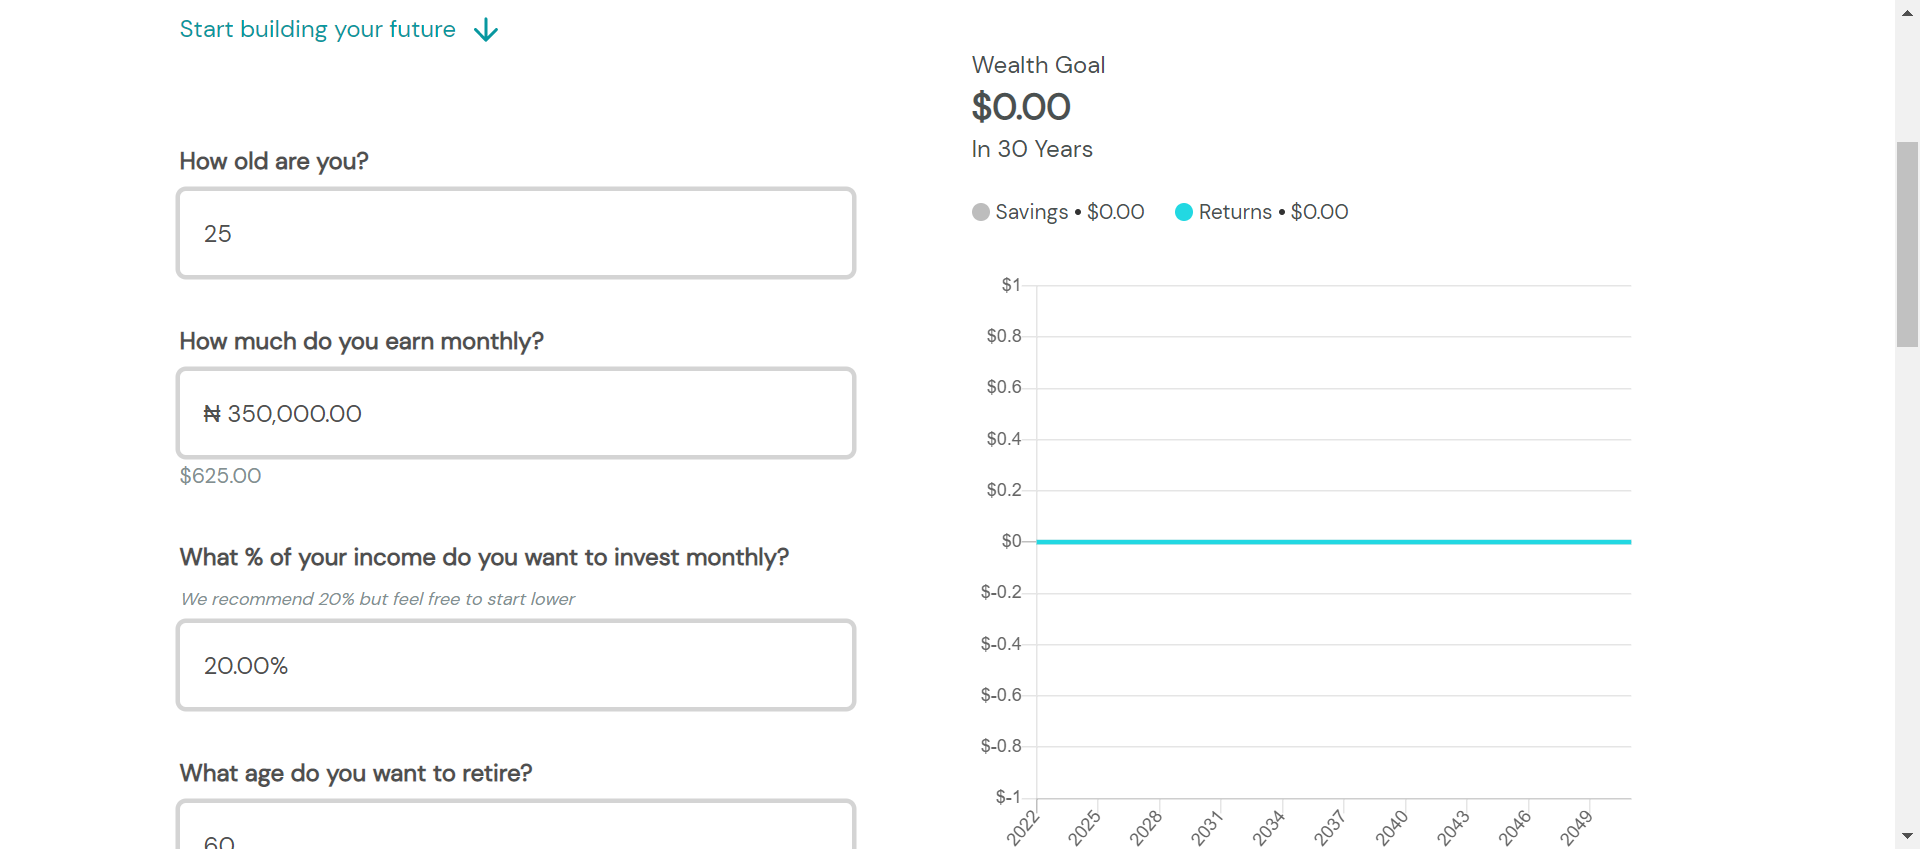 Start building your future
How old are you?
25
How much do you earn monthly?
₦ 350,000.00
$625.00
What % of your income do you want to invest monthly?
We recommend 20% but feel free to start lower
20.00%
What age do you want to retire?
60
Wealth Goal
$0.00
In 30 Years
Savings • $0.00 Returns • $0.00
$1
$0.8
$0.6
$0.4
$0.2
$0
$-0.2
$-0.4
$-0.6
$-0.8
$-1
2022 2025 2028 2031 2034 2037 2040 2043 2046 2049